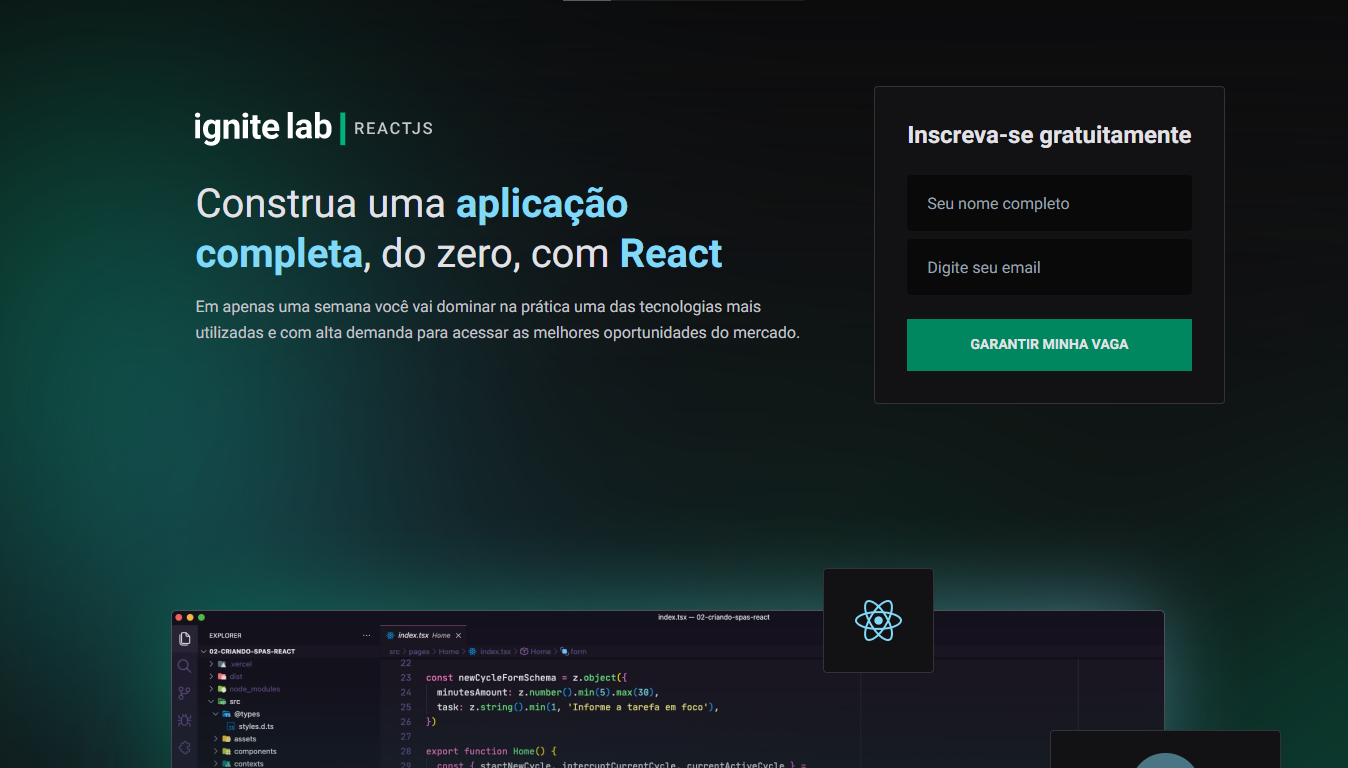 ignite lab | REACTJS
Construa uma aplicação
completa, do zero, com React
Em apenas uma semana você vai dominar na prática uma das tecnologias mais
utilizadas e com alta demanda para acessar as melhores oportunidades do mercado.
Inscreva-se gratuitamente
Seu nome completo
Digite seu email
GARANTIR MINHA VAGA
index.tsx — 02-criando-spas-react
EXPLORER
02-CRIANDO-SPAS-REACT
.vercel
dist
node_modules
src
@types
styles.d.ts
assets
components
contexts
index.tsx Home
src > pages > Home > index.tsx > Home > form
22
23 const newCycleFormSchema = z.object({
24 minutesAmount: z.number().min(5).max(30),
25 task: z.string().min(1, 'Informe a tarefa em foco'),
26 })
27
28 export function Home() {
29 const { startNewCycle, interruptCurrentCycle, currentActiveCycle } =